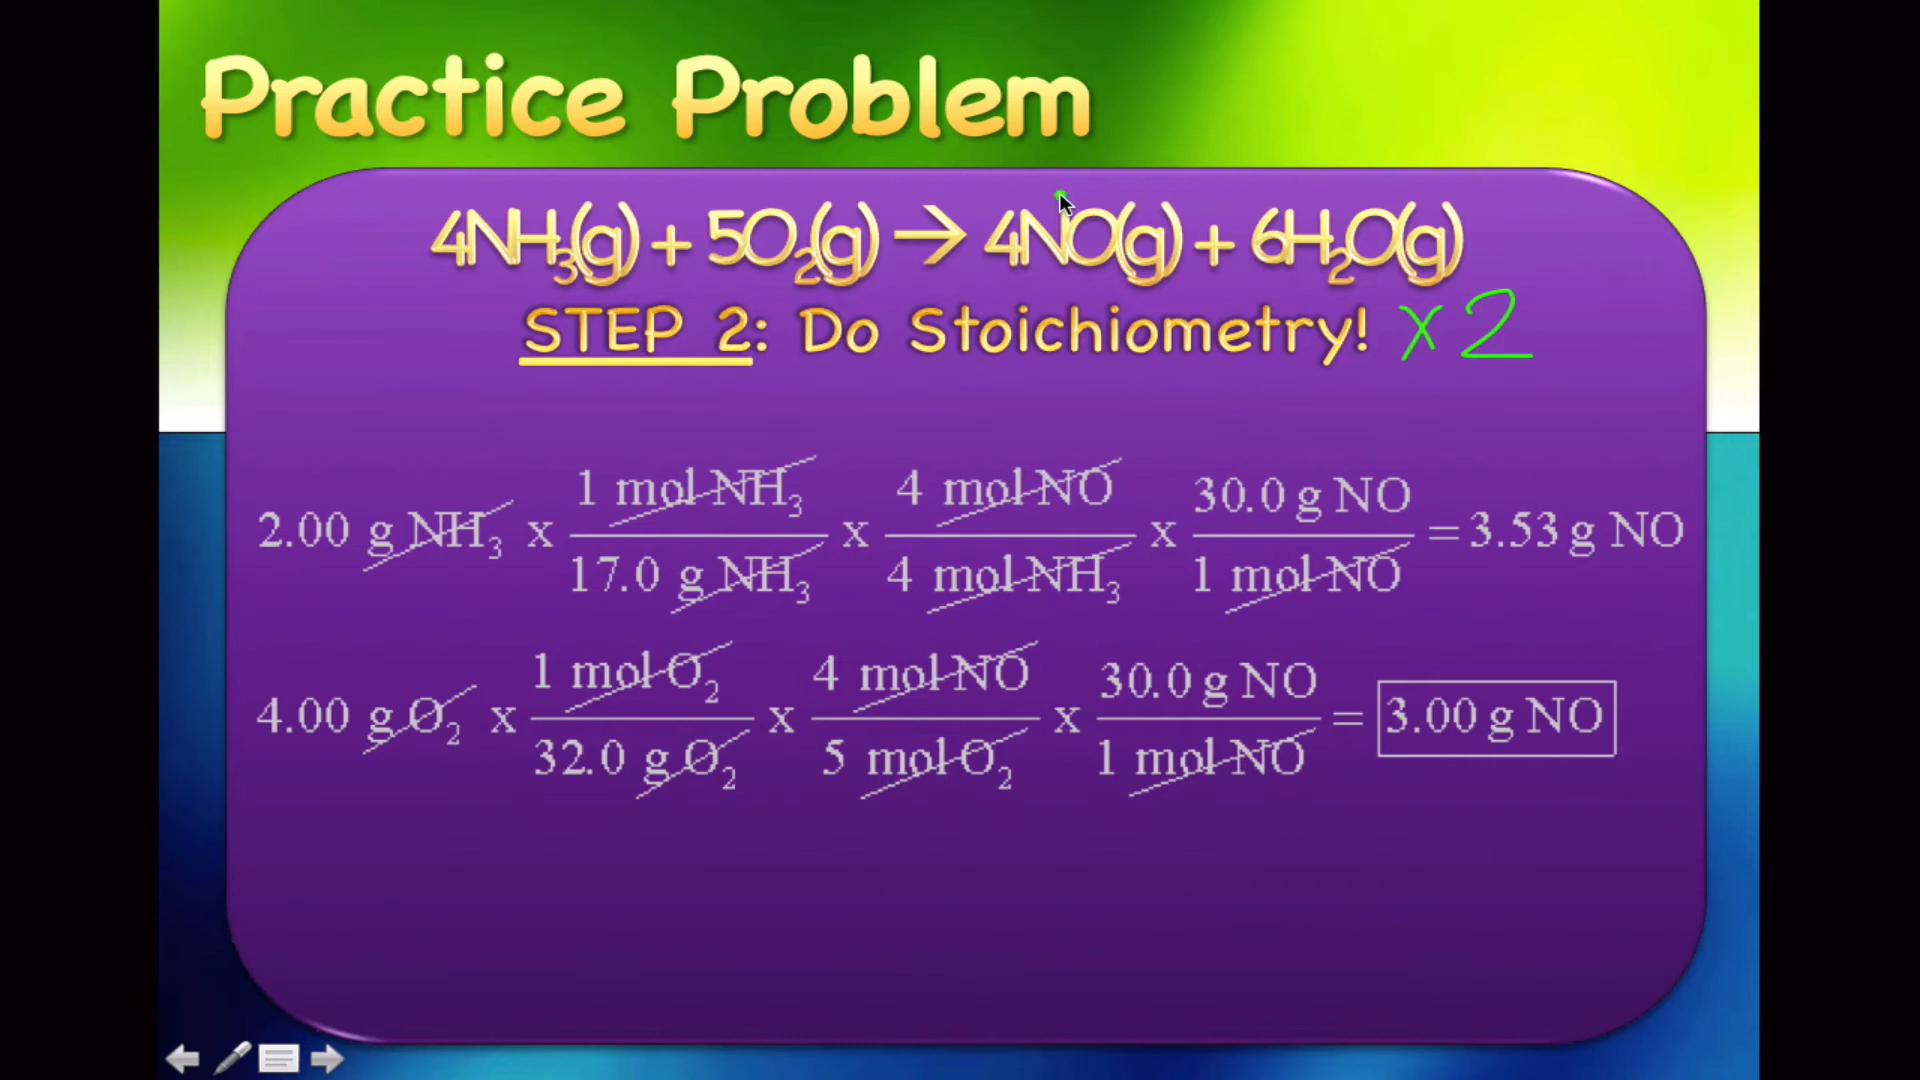 Practice Problem
4NH₃(g) + 5O₂(g) → 4NO(g) + 6H₂O(g)
STEP 2: Do Stoichiometry! x 2
2.00 g NH₃ x (1 mol NH₃ / 17.0 g NH₃) x (4 mol NO / 4 mol NH₃) x (30.0 g NO / 1 mol NO) = 3.53 g NO
4.00 g O₂ x (1 mol O₂ / 32.0 g O₂) x (4 mol NO / 5 mol O₂) x (30.0 g NO / 1 mol NO) = 3.00 g NO